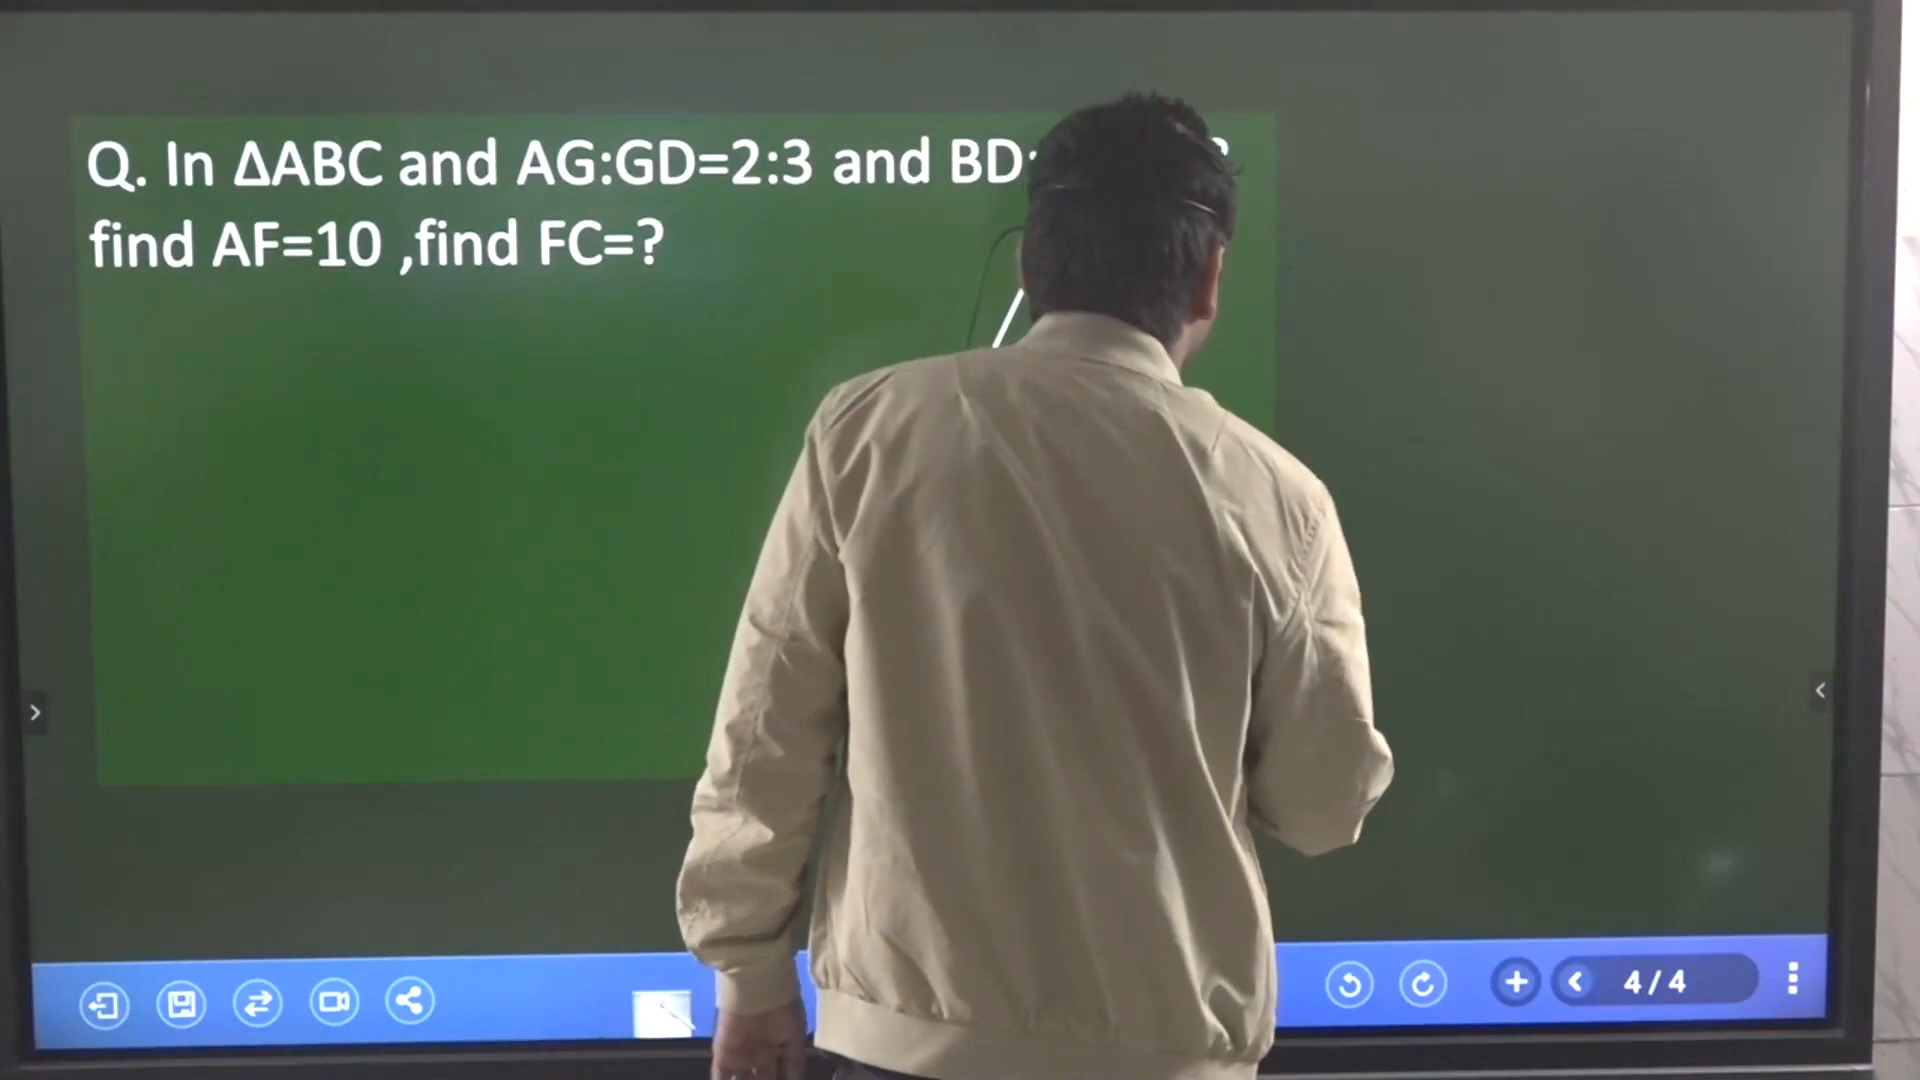 Q. In ΔABC and AG:GD=2:3 and BD:
find AF=10 ,find FC=?
4/4